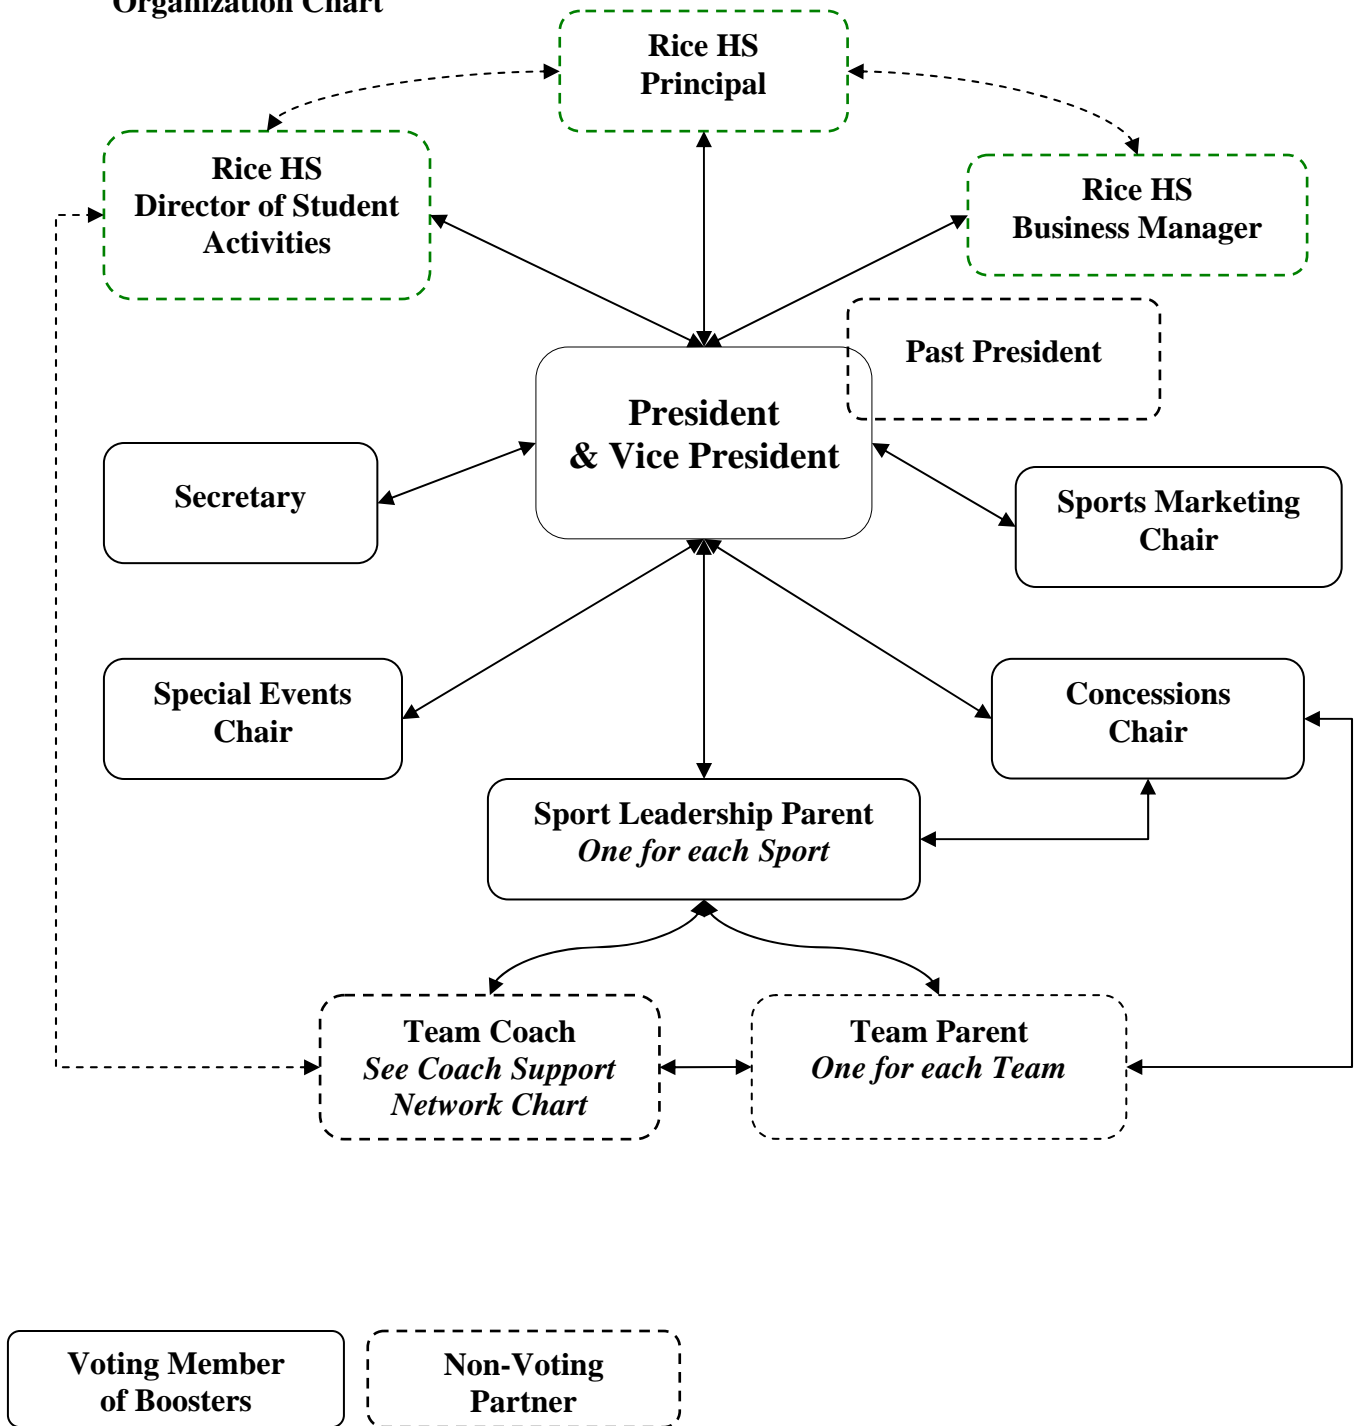 Organization Chart
Rice HS
Principal
Rice HS
Director of Student
Activities
Rice HS
Business Manager
Past President
President
& Vice President
Secretary
Sports Marketing
Chair
Special Events
Chair
Concessions
Chair
Sport Leadership Parent
One for each Sport
Team Coach
See Coach Support
Network Chart
Team Parent
One for each Team
Voting Member
of Boosters
Non-Voting
Partner